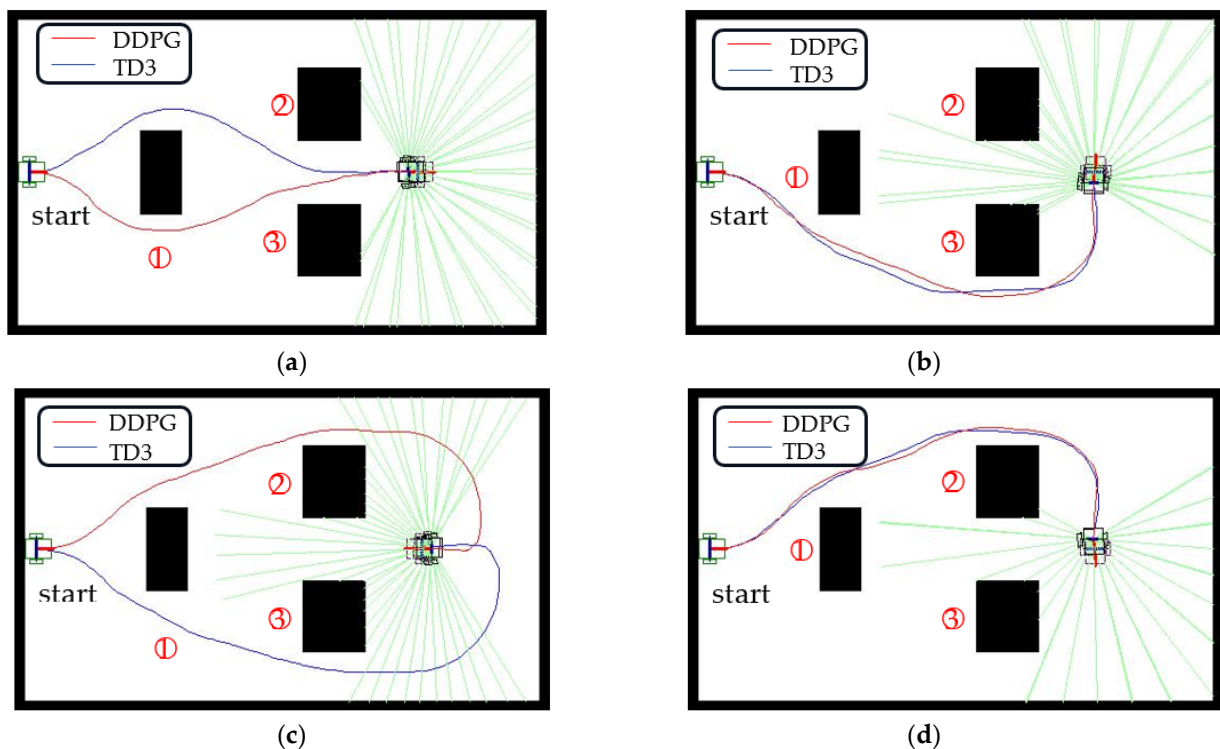 DDPG
TD3
②
①
③
start
(a)
DDPG
TD3
②
①
③
start
(b)
DDPG
TD3
②
①
③
start
(c)
DDPG
TD3
②
①
③
start
(d)